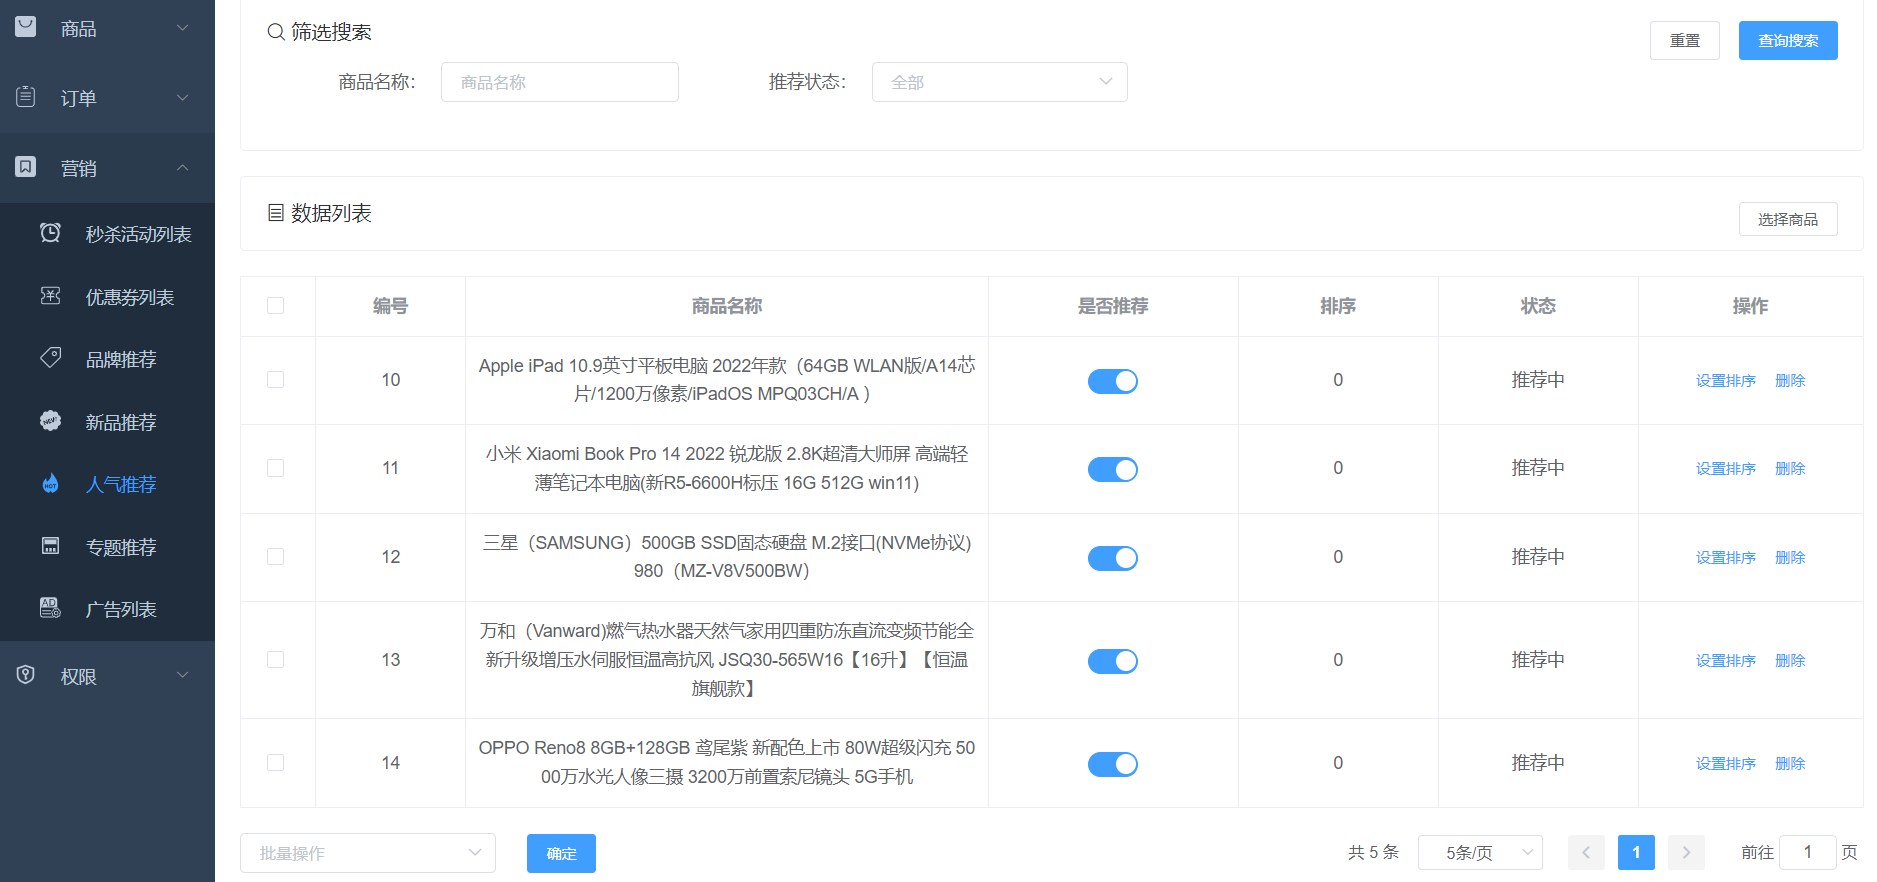 商品
订单
营销
秒杀活动列表
优惠券列表
品牌推荐
新品推荐
人气推荐
专题推荐
广告列表
权限
筛选搜索
重置
查询搜索
商品名称：
商品名称
推荐状态：
全部
数据列表
选择商品
编号 商品名称 是否推荐 排序 状态 操作
10
Apple iPad 10.9英寸平板电脑 2022年款（64GB WLAN版/A14芯
片/1200万像素/iPadOS MPQ03CH/A ）
0 推荐中 设置排序 删除
11
小米 Xiaomi Book Pro 14 2022 锐龙版 2.8K超清大师屏 高端轻
薄笔记本电脑(新R5-6600H标压 16G 512G win11)
0 推荐中 设置排序 删除
12
三星（SAMSUNG）500GB SSD固态硬盘 M.2接口(NVMe协议)
980（MZ-V8V500BW）
0 推荐中 设置排序 删除
13
万和（Vanward)燃气热水器天然气家用四重防冻直流变频节能全
新升级增压水伺服恒温高抗风 JSQ30-565W16【16升】【恒温
旗舰款】
0 推荐中 设置排序 删除
14
OPPO Reno8 8GB+128GB 鸢尾紫 新配色上市 80W超级闪充 50
00万水光人像三摄 3200万前置索尼镜头 5G手机
0 推荐中 设置排序 删除
批量操作
确定
共 5 条
5条/页
1
前往 1 页